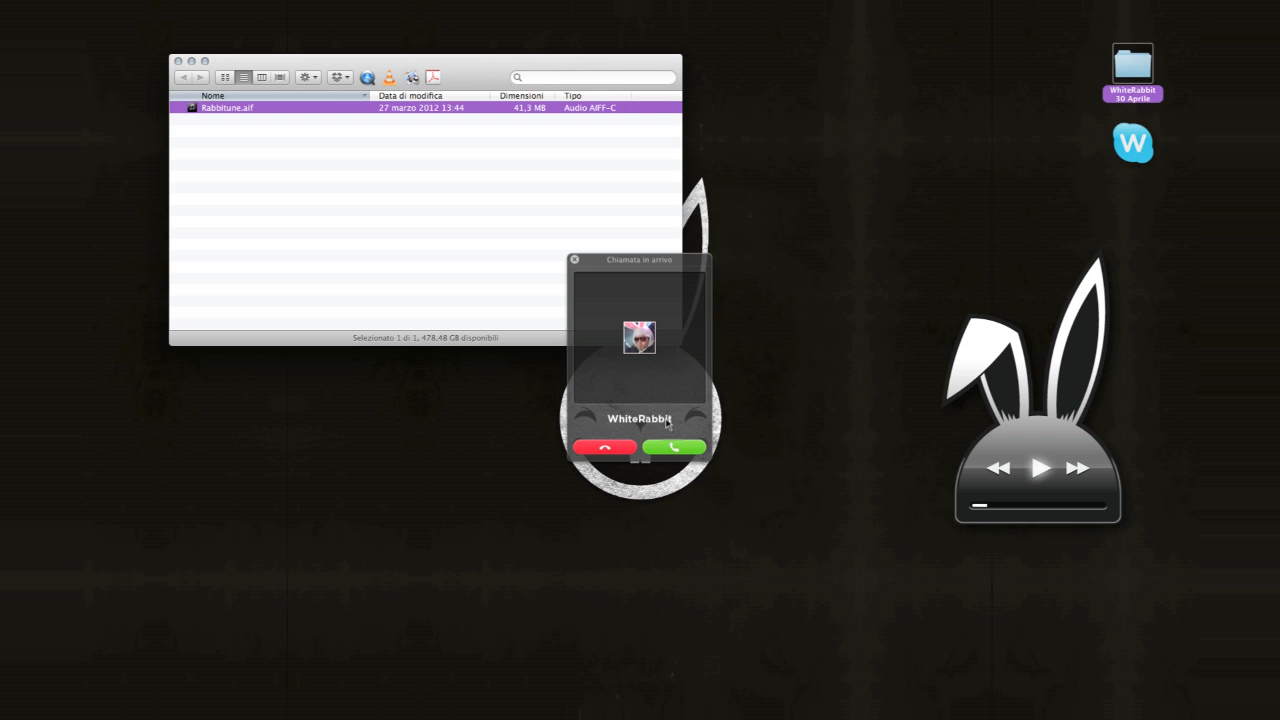 Nome Data di modifica Dimensioni Tipo
Rabbitune.aif 27 marzo 2012 13:44 41,3 MB Audio AIFF-C
Selezionato 1 di 1, 478,48 GB disponibili
Chiamata in arrivo
WhiteRabbit
WhiteRabbit
30 Aprile
W